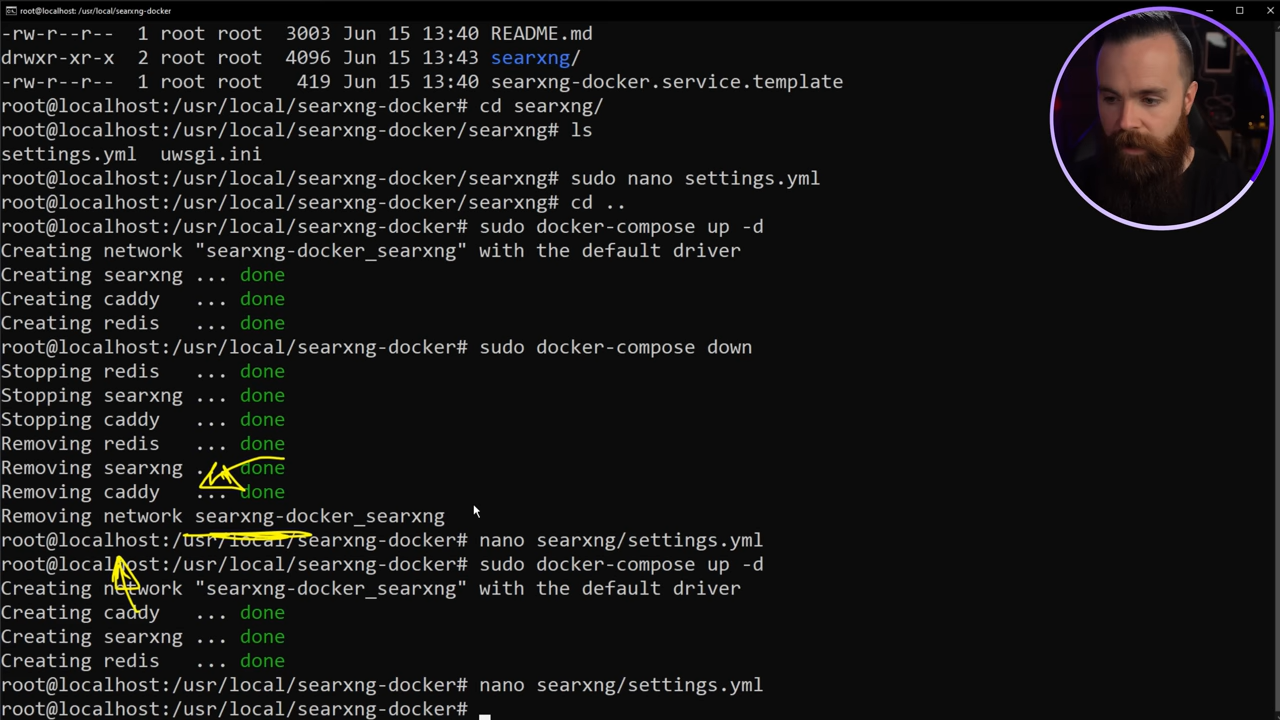 root@localhost: /usr/local/searxng-docker
-rw-r--r--  1 root root  3003 Jun 15 13:40 README.md
drwxr-xr-x  2 root root  4096 Jun 15 13:43 searxng/
-rw-r--r--  1 root root   419 Jun 15 13:40 searxng-docker.service.template
root@localhost:/usr/local/searxng-docker# cd searxng/
root@localhost:/usr/local/searxng-docker/searxng# ls
settings.yml  uwsgi.ini
root@localhost:/usr/local/searxng-docker/searxng# sudo nano settings.yml
root@localhost:/usr/local/searxng-docker/searxng# cd ..
root@localhost:/usr/local/searxng-docker# sudo docker-compose up -d
Creating network "searxng-docker_searxng" with the default driver
Creating searxng ... done
Creating caddy   ... done
Creating redis   ... done
root@localhost:/usr/local/searxng-docker# sudo docker-compose down
Stopping redis   ... done
Stopping searxng ... done
Stopping caddy   ... done
Removing redis   ... done
Removing searxng ... done
Removing caddy   ... done
Removing network searxng-docker_searxng
root@localhost:/usr/local/searxng-docker# nano searxng/settings.yml
root@localhost:/usr/local/searxng-docker# sudo docker-compose up -d
Creating network "searxng-docker_searxng" with the default driver
Creating caddy   ... done
Creating searxng ... done
Creating redis   ... done
root@localhost:/usr/local/searxng-docker# nano searxng/settings.yml
root@localhost:/usr/local/searxng-docker#